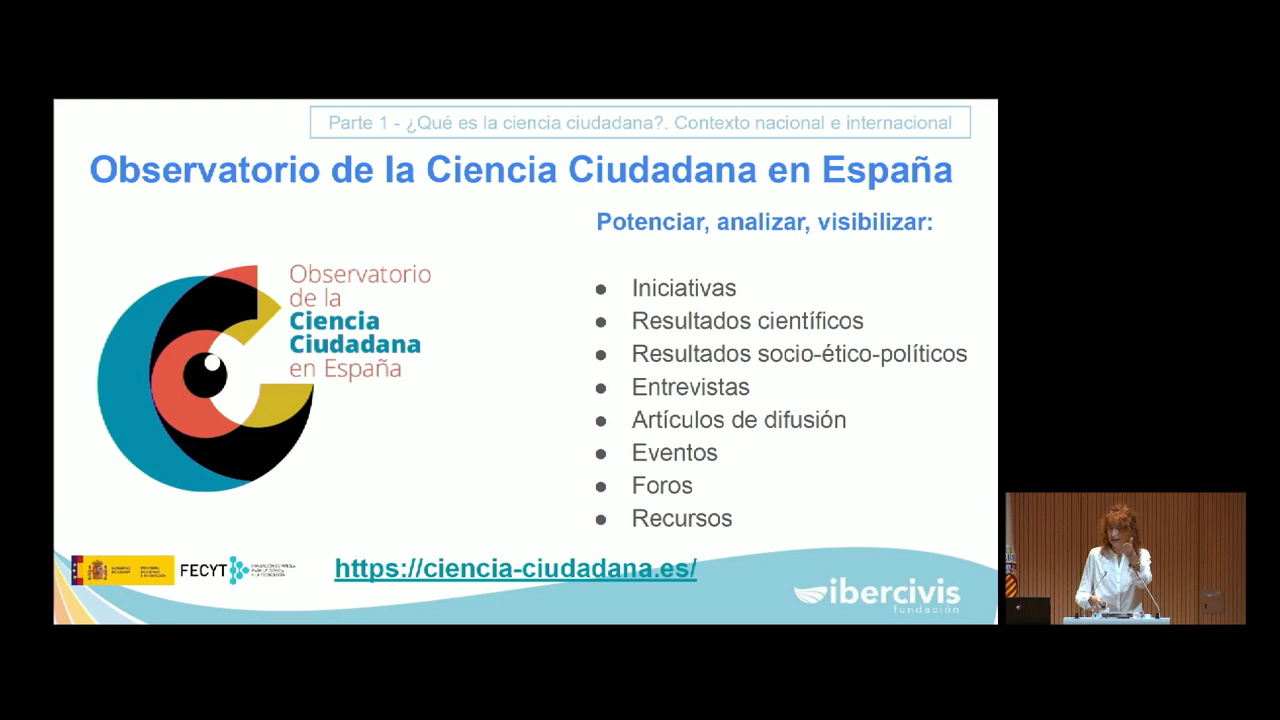 Parte 1 - ¿Qué es la ciencia ciudadana?. Contexto nacional e internacional
Observatorio de la Ciencia Ciudadana en España
Potenciar, analizar, visibilizar:
Observatorio
de la
Ciencia
Ciudadana
en España
● Iniciativas
● Resultados científicos
● Resultados socio-ético-políticos
● Entrevistas
● Artículos de difusión
● Eventos
● Foros
● Recursos
FECYT
https://ciencia-ciudadana.es/
ibercivis
fundación